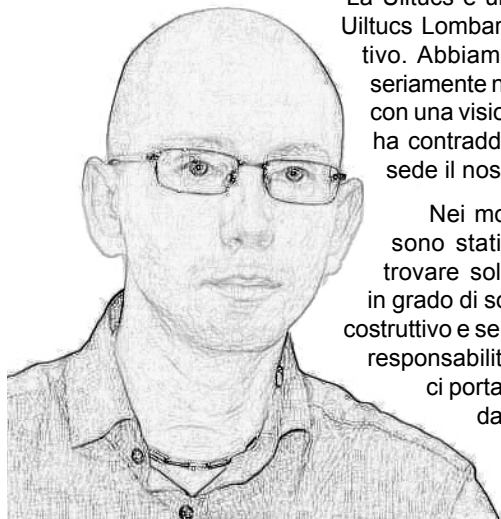 La Uiltucs è u
Uiltucs Lombar
tivo. Abbiam
seriamente n
con una visio
ha contradd
sede il nos
Nei mo
sono stati
trovare sol
in grado di sc
costruttivo e se
responsabilit
ci porta
da